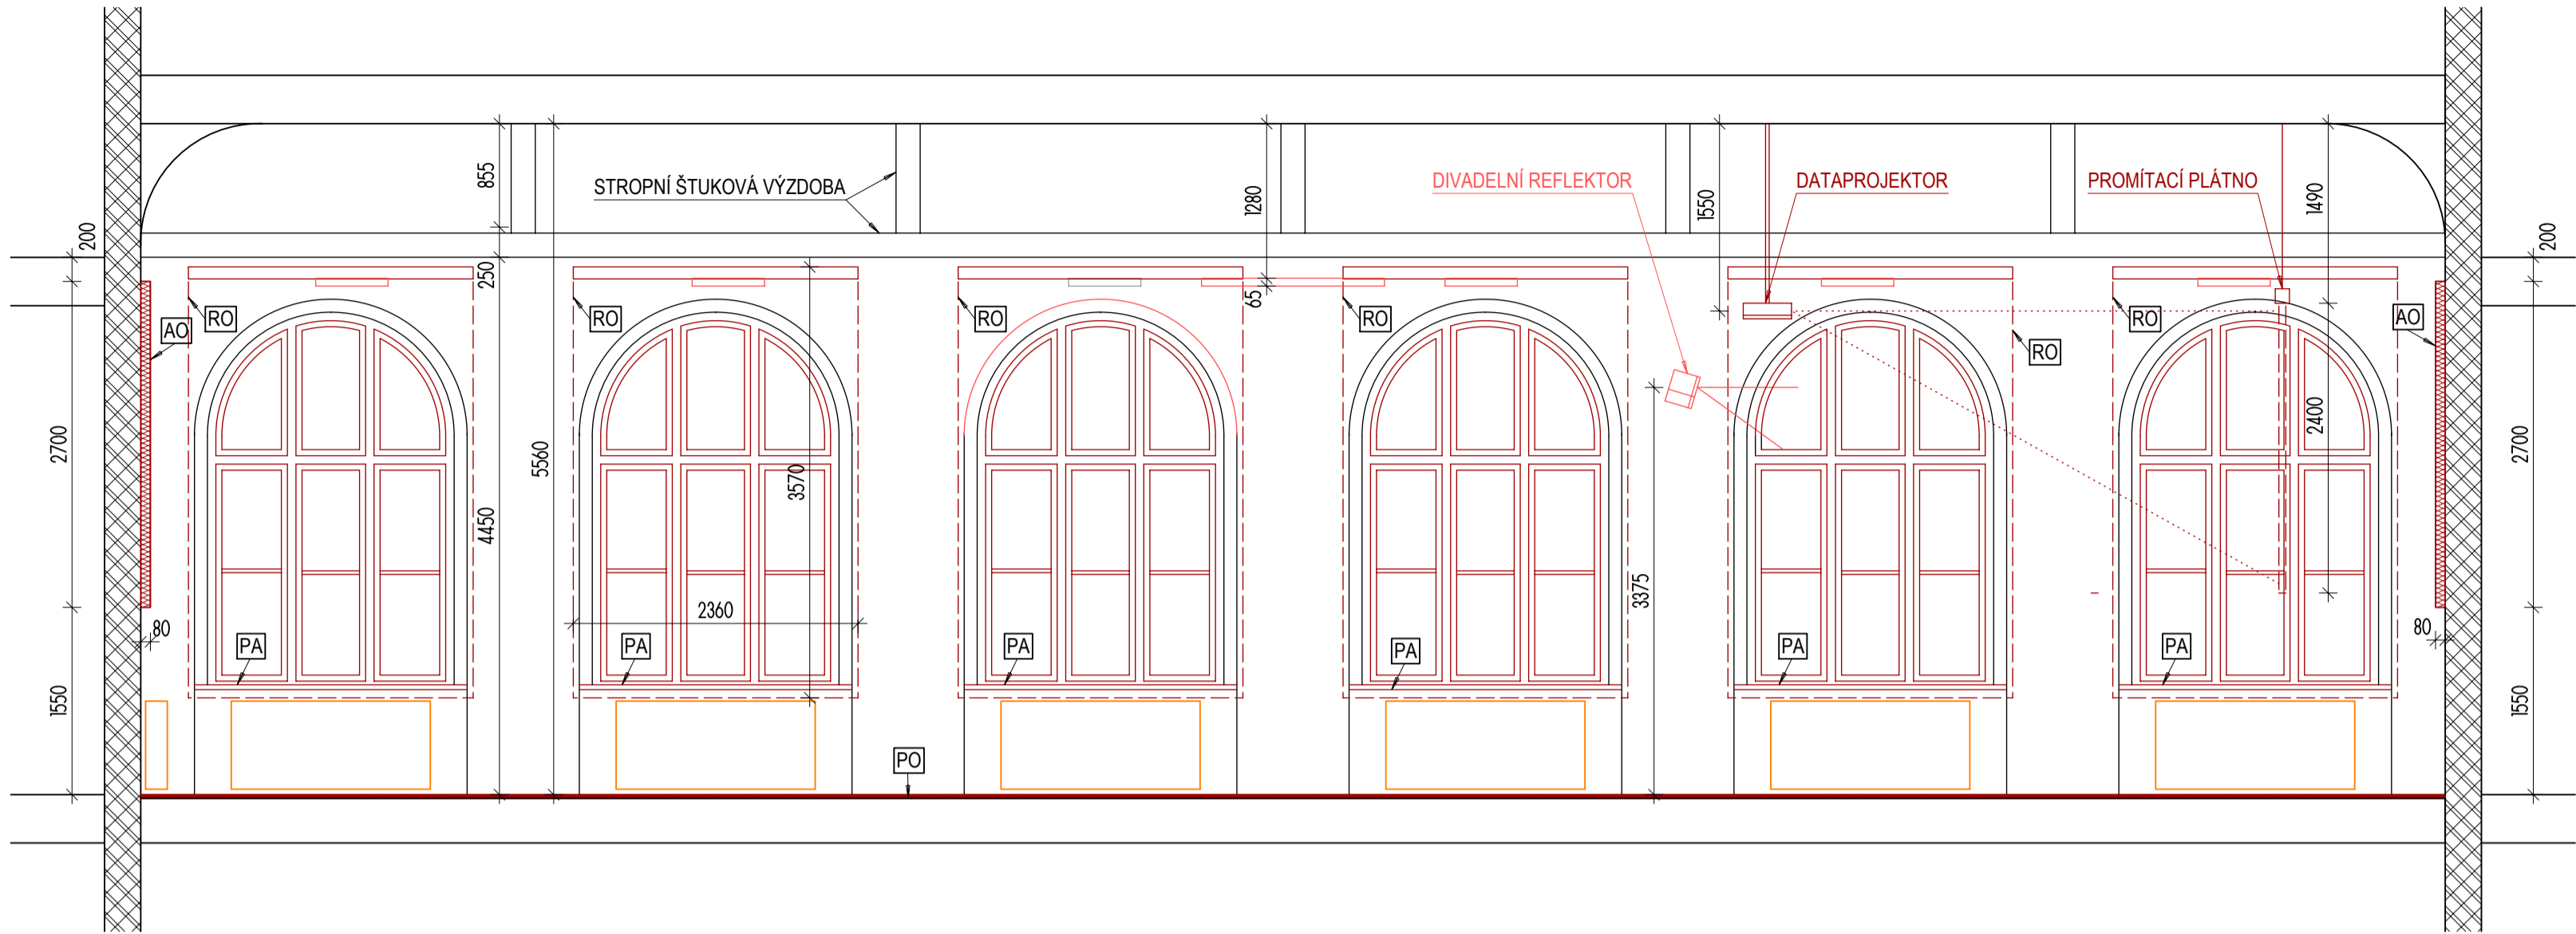 STROPNÍ ŠTUKOVÁ VÝZDOBA
DIVADELNÍ REFLEKTOR
DATAPROJEKTOR
PROMÍTACÍ PLÁTNO
855
1280
1550
1490
200
200
250
65
RO
RO
RO
RO
RO
RO
AO
AO
2700
5560
3570
4450
2400
2700
3375
2360
80
80
PA
PA
PA
PA
PA
PA
1550
1550
PO